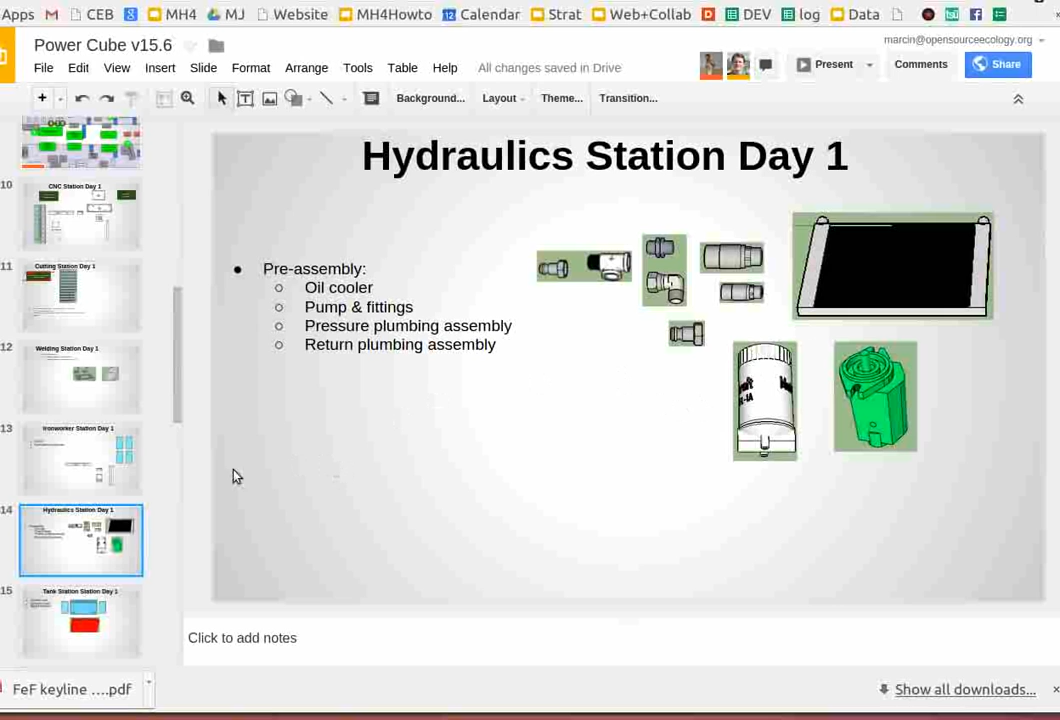 Apps CEB MH4 MJ Website MH4Howto Calendar Strat Web+Collab DEV log Data
Power Cube v15.6
marcin@opensourceecology.org
File Edit View Insert Slide Format Arrange Tools Table Help All changes saved in Drive
Present Comments Share
Background... Layout Theme... Transition...
Hydraulics Station Day 1
Pre-assembly:
Oil cooler
Pump & fittings
Pressure plumbing assembly
Return plumbing assembly
10
CNC Station Day 1
11
Cutting Station Day 1
12
Welding Station Day 1
13
Ironworker Station Day 1
14
Hydraulics Station Day 1
15
Tank Station Station Day 1
Click to add notes
FeF keyline ....pdf
Show all downloads...